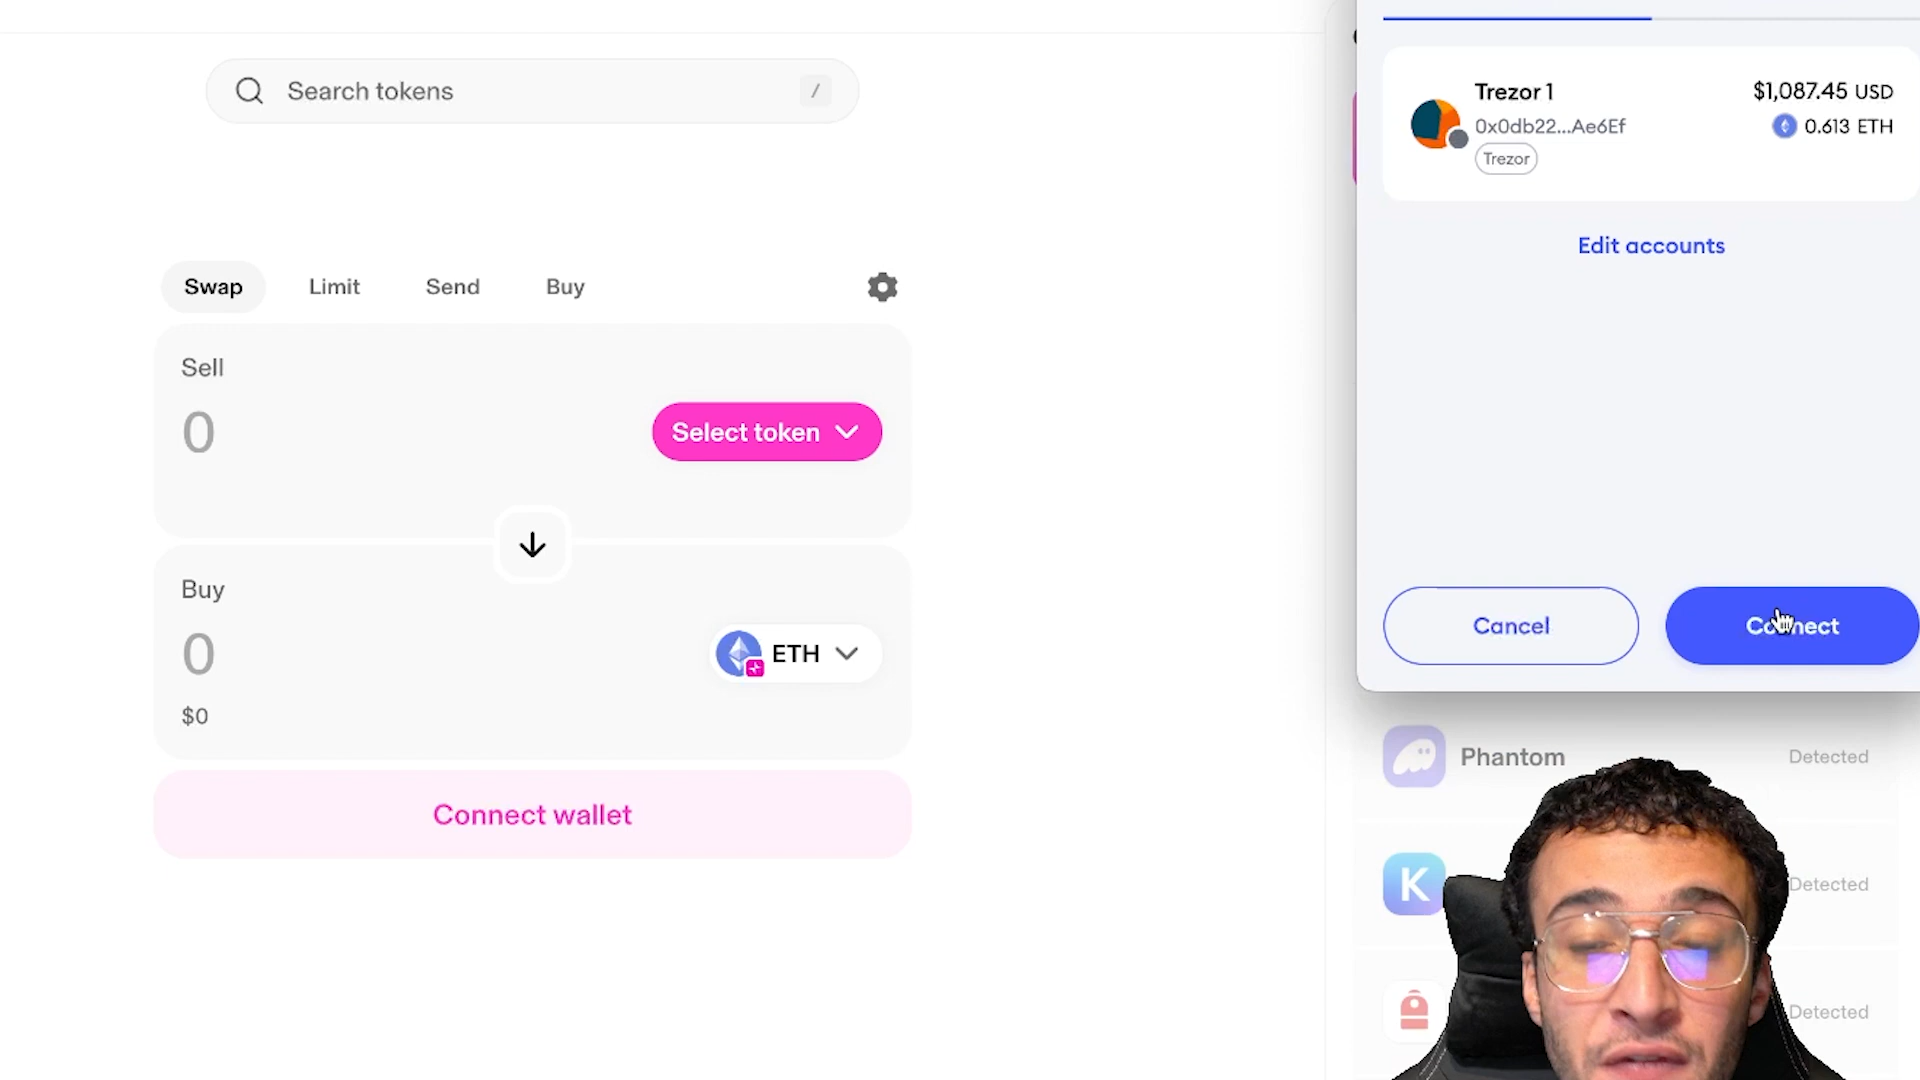 Search tokens
/
Swap
Limit
Send
Buy
Sell
0
Select token
Buy
0
ETH
$0
Connect wallet
Trezor 1
$1,087.45 USD
0x0db22...Ae6Ef
0.613 ETH
Trezor
Edit accounts
Cancel
Connect
Phantom
Detected
K
Detected
Detected